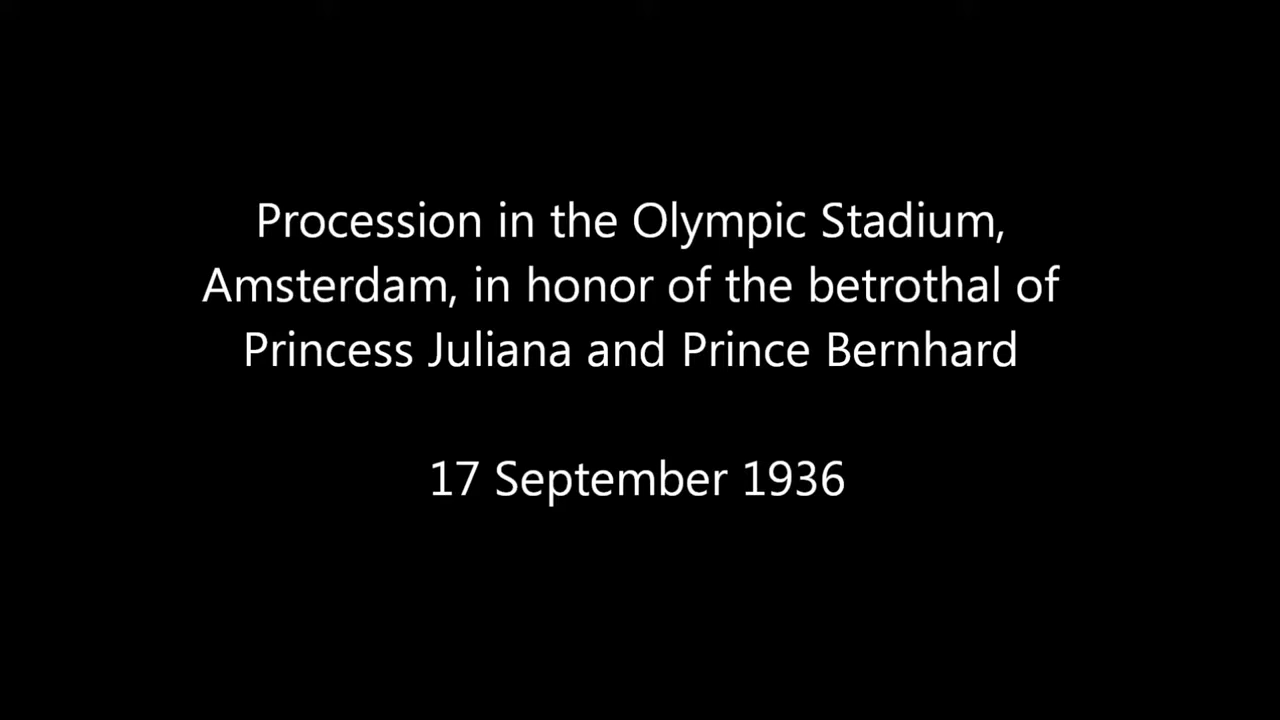 Procession in the Olympic Stadium,
Amsterdam, in honor of the betrothal of
Princess Juliana and Prince Bernhard
17 September 1936